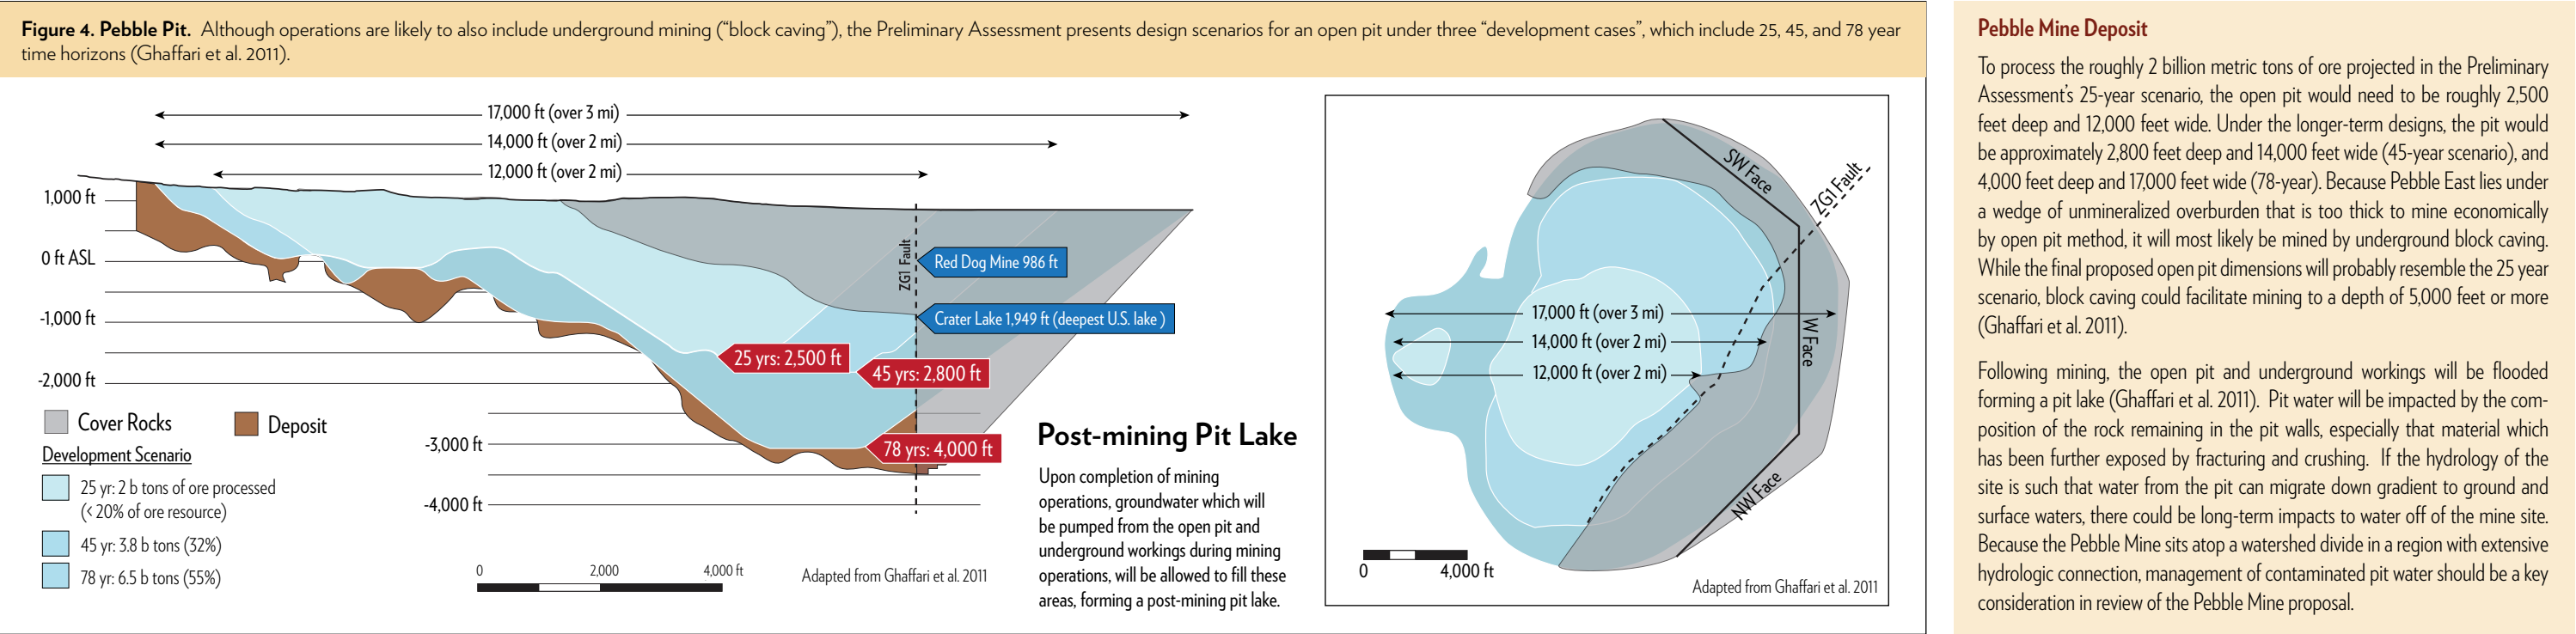 Figure 4. Pebble Pit. Although operations are likely to also include underground mining (“block caving”), the Preliminary Assessment presents design scenarios for an open pit under three “development cases”, which include 25, 45, and 78 year
time horizons (Ghaffari et al. 2011).
17,000 ft (over 3 mi)
14,000 ft (over 2 mi)
12,000 ft (over 2 mi)
1,000 ft
0 ft ASL
-1,000 ft
-2,000 ft
-3,000 ft
-4,000 ft
ZG1 Fault
Red Dog Mine 986 ft
Crater Lake 1,949 ft (deepest U.S. lake )
25 yrs: 2,500 ft
45 yrs: 2,800 ft
78 yrs: 4,000 ft
Cover Rocks
Deposit
Development Scenario
25 yr: 2 b tons of ore processed
(< 20% of ore resource)
45 yr: 3.8 b tons (32%)
78 yr: 6.5 b tons (55%)
0
2,000
4,000 ft
Adapted from Ghaffari et al. 2011
Post-mining Pit Lake
Upon completion of mining
operations, groundwater which will
be pumped from the open pit and
underground workings during mining
operations, will be allowed to fill these
areas, forming a post-mining pit lake.
SW Face
ZG1 Fault
W Face
NW Face
17,000 ft (over 3 mi)
14,000 ft (over 2 mi)
12,000 ft (over 2 mi)
0
4,000 ft
Adapted from Ghaffari et al. 2011
Pebble Mine Deposit
To process the roughly 2 billion metric tons of ore projected in the Preliminary
Assessment's 25-year scenario, the open pit would need to be roughly 2,500
feet deep and 12,000 feet wide. Under the longer-term designs, the pit would
be approximately 2,800 feet deep and 14,000 feet wide (45-year scenario), and
4,000 feet deep and 17,000 feet wide (78-year). Because Pebble East lies under
a wedge of unmineralized overburden that is too thick to mine economically
by open pit method, it will most likely be mined by underground block caving.
While the final proposed open pit dimensions will probably resemble the 25 year
scenario, block caving could facilitate mining to a depth of 5,000 feet or more
(Ghaffari et al. 2011).
Following mining, the open pit and underground workings will be flooded
forming a pit lake (Ghaffari et al. 2011). Pit water will be impacted by the com-
position of the rock remaining in the pit walls, especially that material which
has been further exposed by fracturing and crushing. If the hydrology of the
site is such that water from the pit can migrate down gradient to ground and
surface waters, there could be long-term impacts to water off of the mine site.
Because the Pebble Mine sits atop a watershed divide in a region with extensive
hydrologic connection, management of contaminated pit water should be a key
consideration in review of the Pebble Mine proposal.